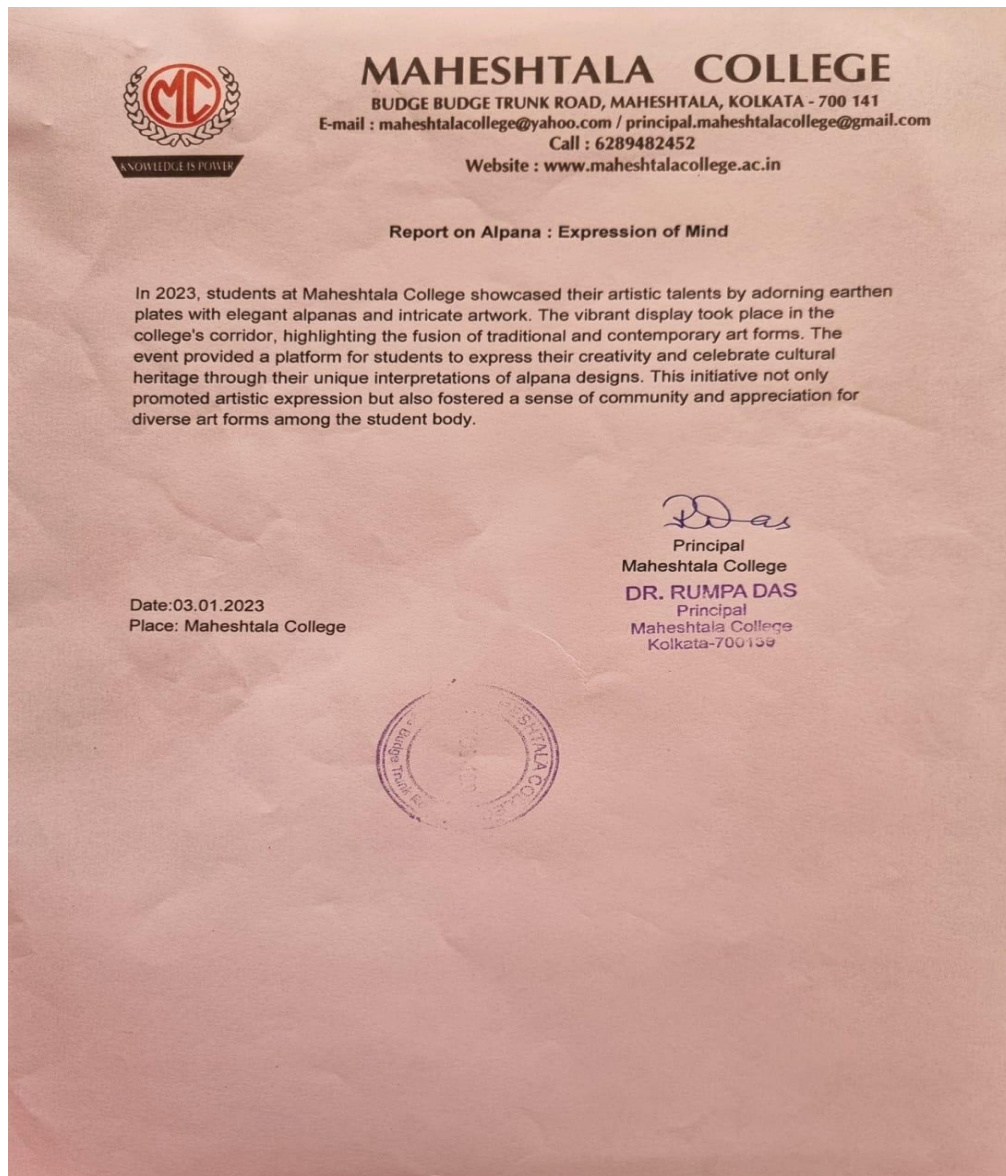 MC
KNOWLEDGE IS POWER
MAHESHTALA COLLEGE
BUDGE BUDGE TRUNK ROAD, MAHESHTALA, KOLKATA - 700 141
E-mail : maheshtalacollege@yahoo.com / principal.maheshtalacollege@gmail.com
Call : 6289482452
Website : www.maheshtalacollege.ac.in
Report on Alpana : Expression of Mind
In 2023, students at Maheshtala College showcased their artistic talents by adorning earthen
plates with elegant alpanas and intricate artwork. The vibrant display took place in the
college's corridor, highlighting the fusion of traditional and contemporary art forms. The
event provided a platform for students to express their creativity and celebrate cultural
heritage through their unique interpretations of alpana designs. This initiative not only
promoted artistic expression but also fostered a sense of community and appreciation for
diverse art forms among the student body.
RDas
Principal
Maheshtala College
DR. RUMPA DAS
Principal
Maheshtala College
Kolkata-700139
Date:03.01.2023
Place: Maheshtala College
Budge Trunk